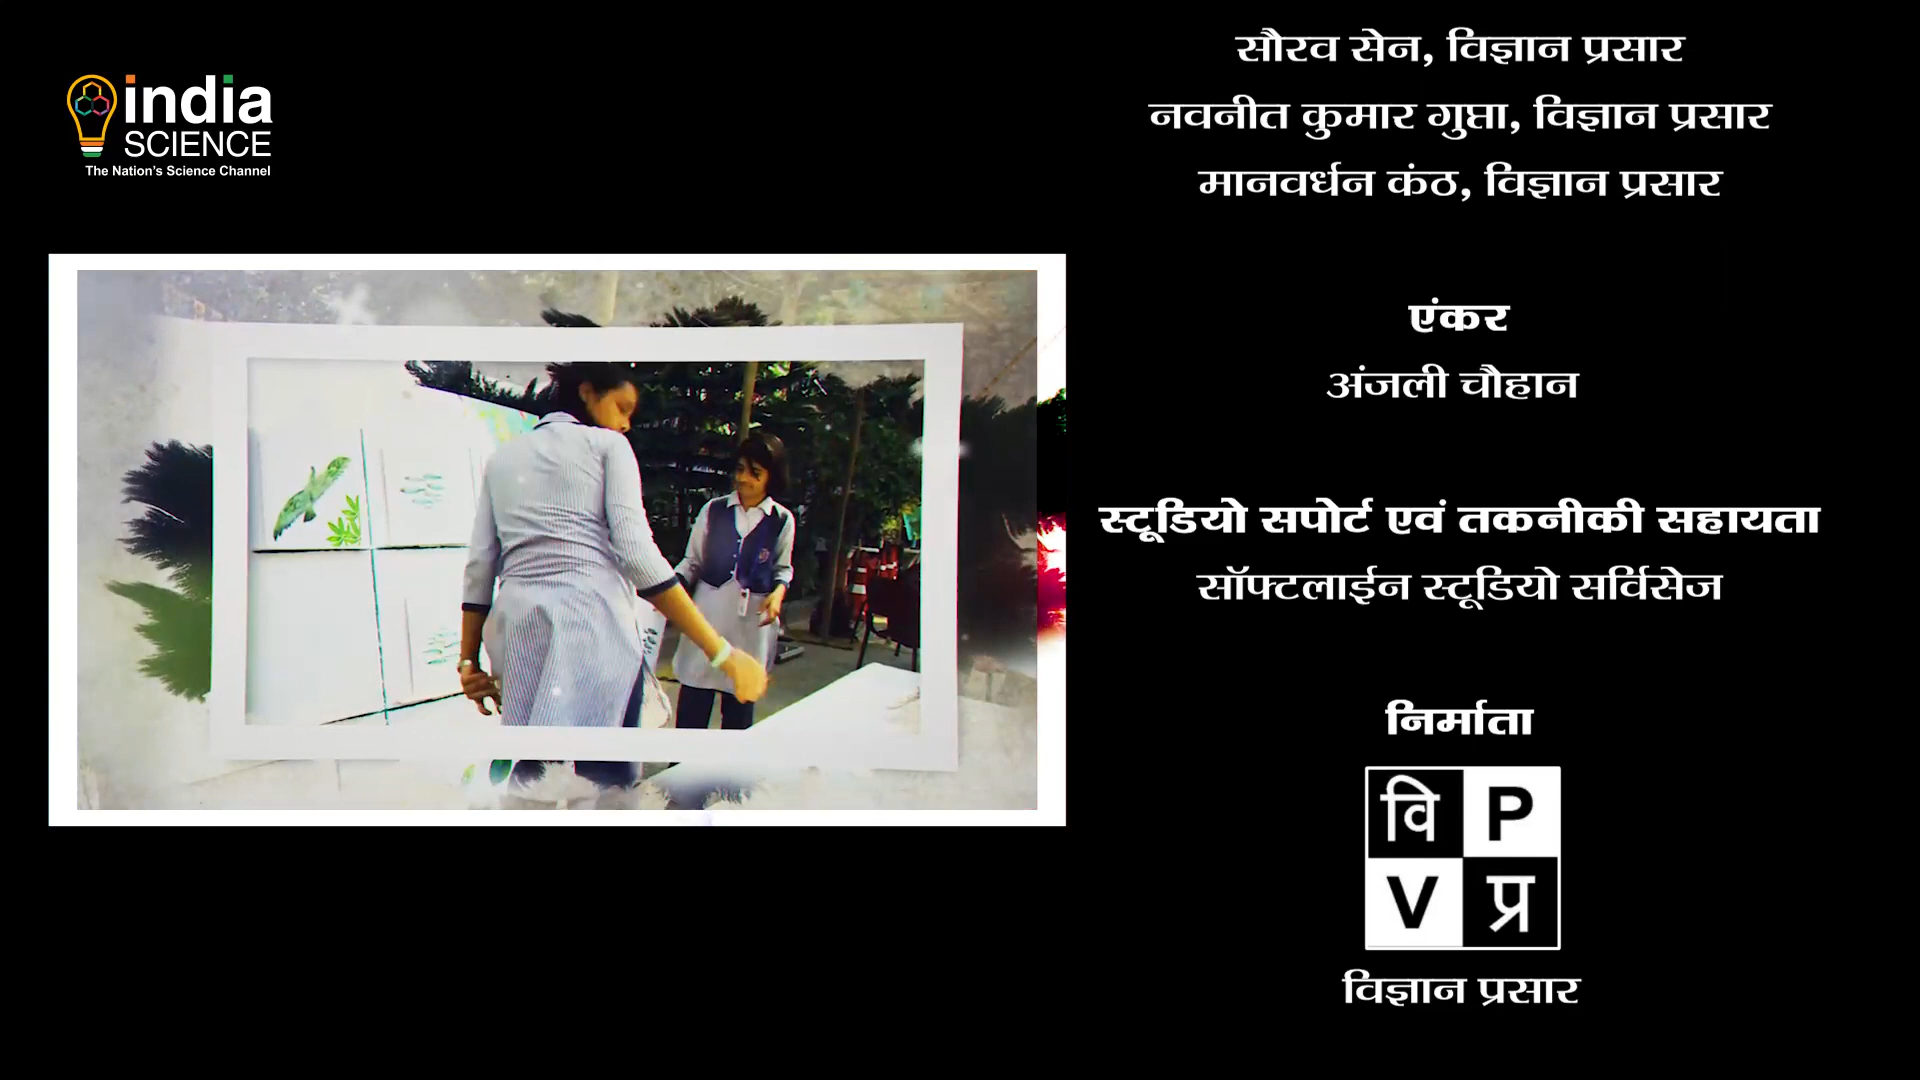 india
SCIENCE
The Nation's Science Channel
सौरव सेन, विज्ञान प्रसार
नवनीत कुमार गुप्ता, विज्ञान प्रसार
मानवर्धन कंठ, विज्ञान प्रसार
एंकर
अंजली चौहान
स्टूडियो सपोर्ट एवं तकनीकी सहायता
सॉफ्टलाईन स्टूडियो सर्विसेज
निर्माता
वि P
V प्र
विज्ञान प्रसार